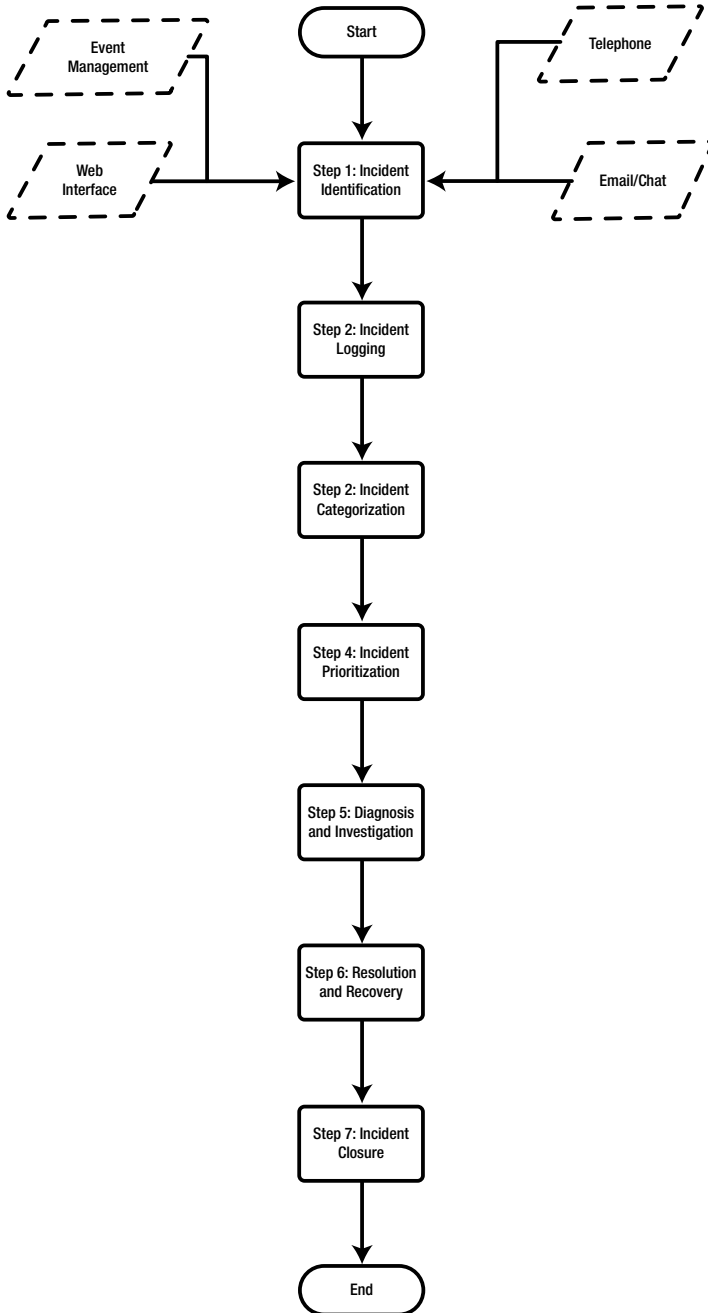 Start
Event
Management
Telephone
Web
Interface
Step 1: Incident
Identification
Email/Chat
Step 2: Incident
Logging
Step 2: Incident
Categorization
Step 4: Incident
Prioritization
Step 5: Diagnosis
and Investigation
Step 6: Resolution
and Recovery
Step 7: Incident
Closure
End